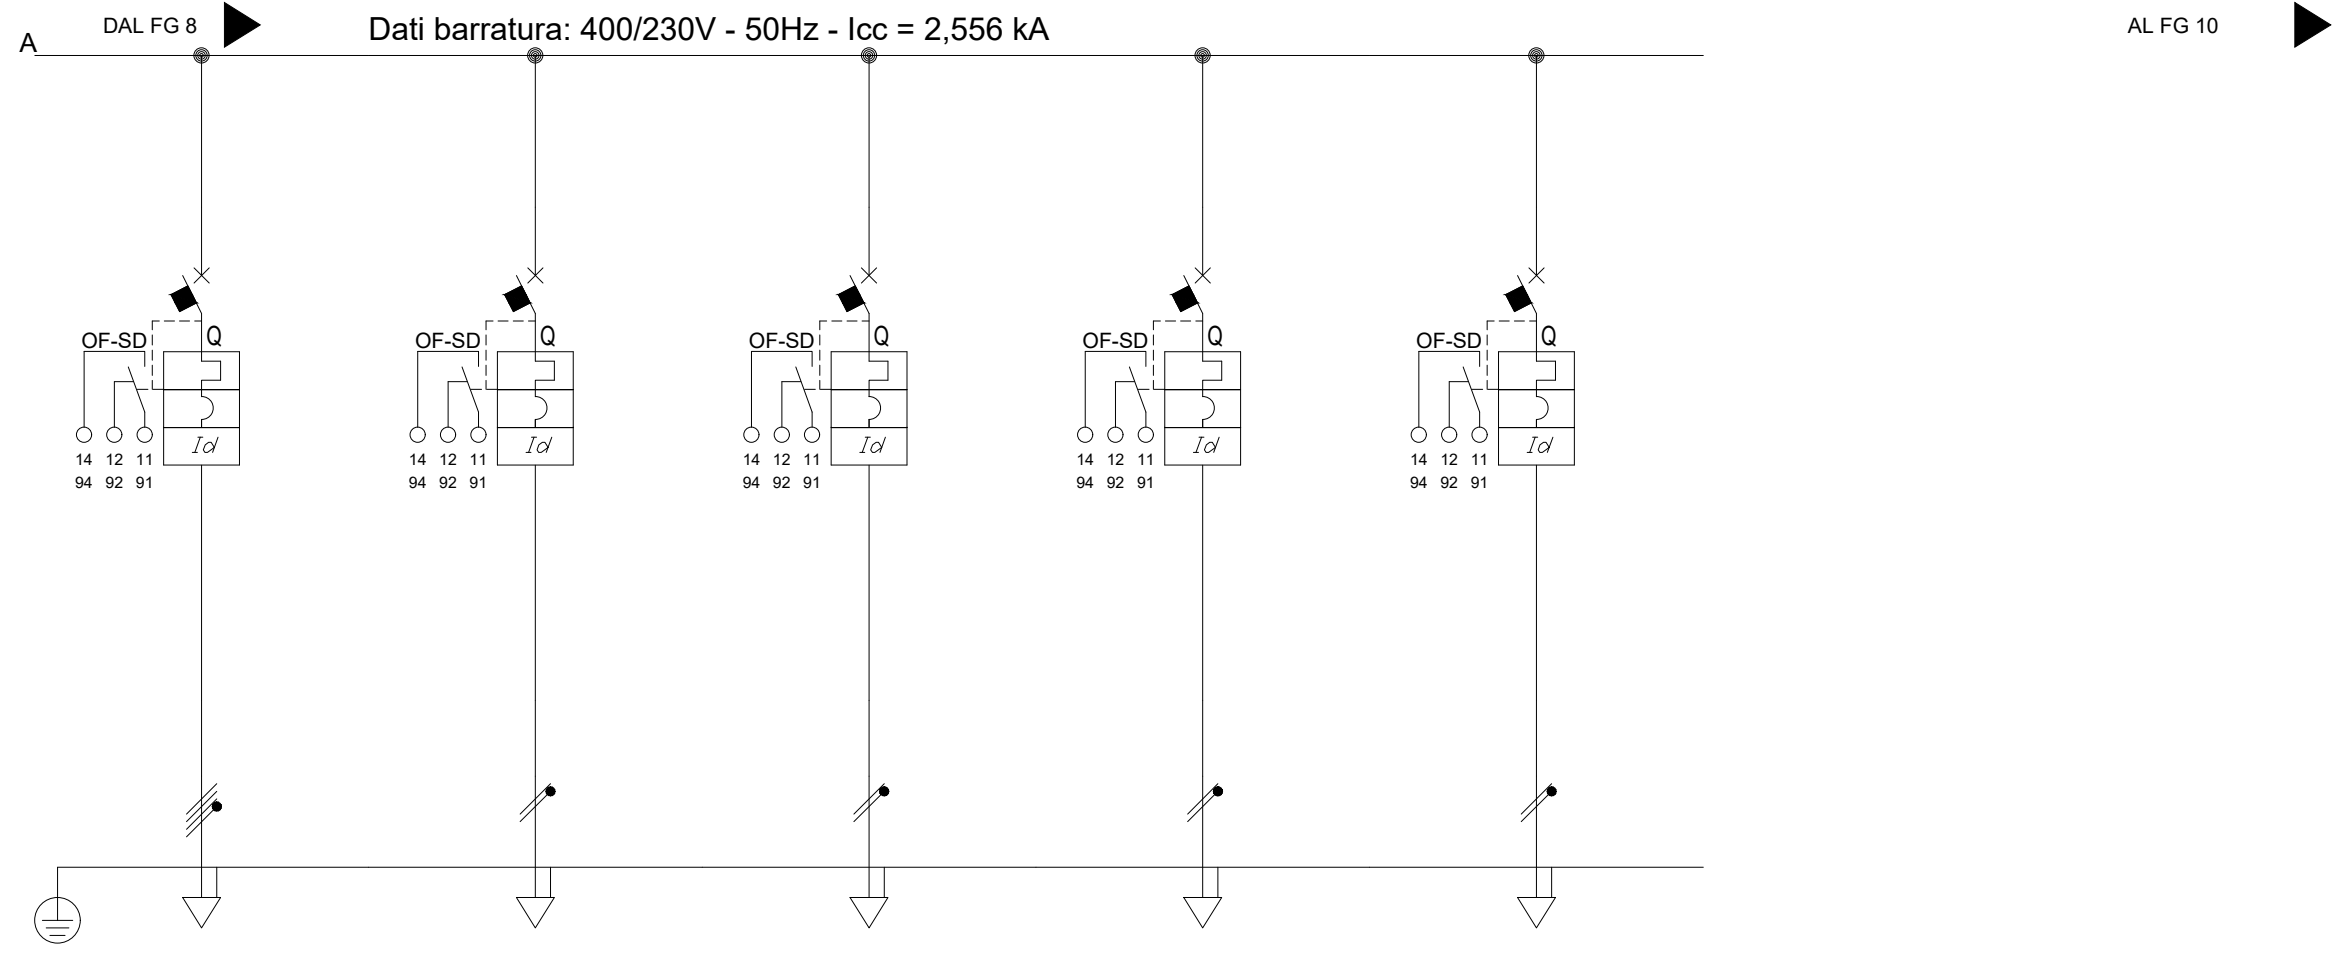 DAL FG 8
Dati barratura: 400/230V - 50Hz - Icc = 2,556 kA
AL FG 10
A
Q Q Q Q Q
OF-SD OF-SD OF-SD OF-SD OF-SD
Id Id Id Id Id
14 12 11 14 12 11 14 12 11 14 12 11 14 12 11
94 92 91 94 92 91 94 92 91 94 92 91 94 92 91